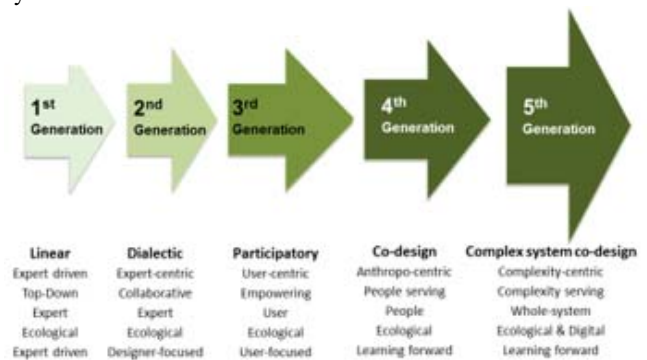 y
1st
Generation
2nd
Generation
3rd
Generation
4th
Generation
5th
Generation
Linear
Expert driven
Top-Down
Expert
Ecological
Expert driven
Dialectic
Expert-centric
Collaborative
Expert
Ecological
Designer-focused
Participatory
User-centric
Empowering
User
Ecological
User-focused
Co-design
Anthropo-centric
People serving
People
Ecological
Learning forward
Complex system co-design
Complexity-centric
Complexity serving
Whole-system
Ecological & Digital
Learning forward